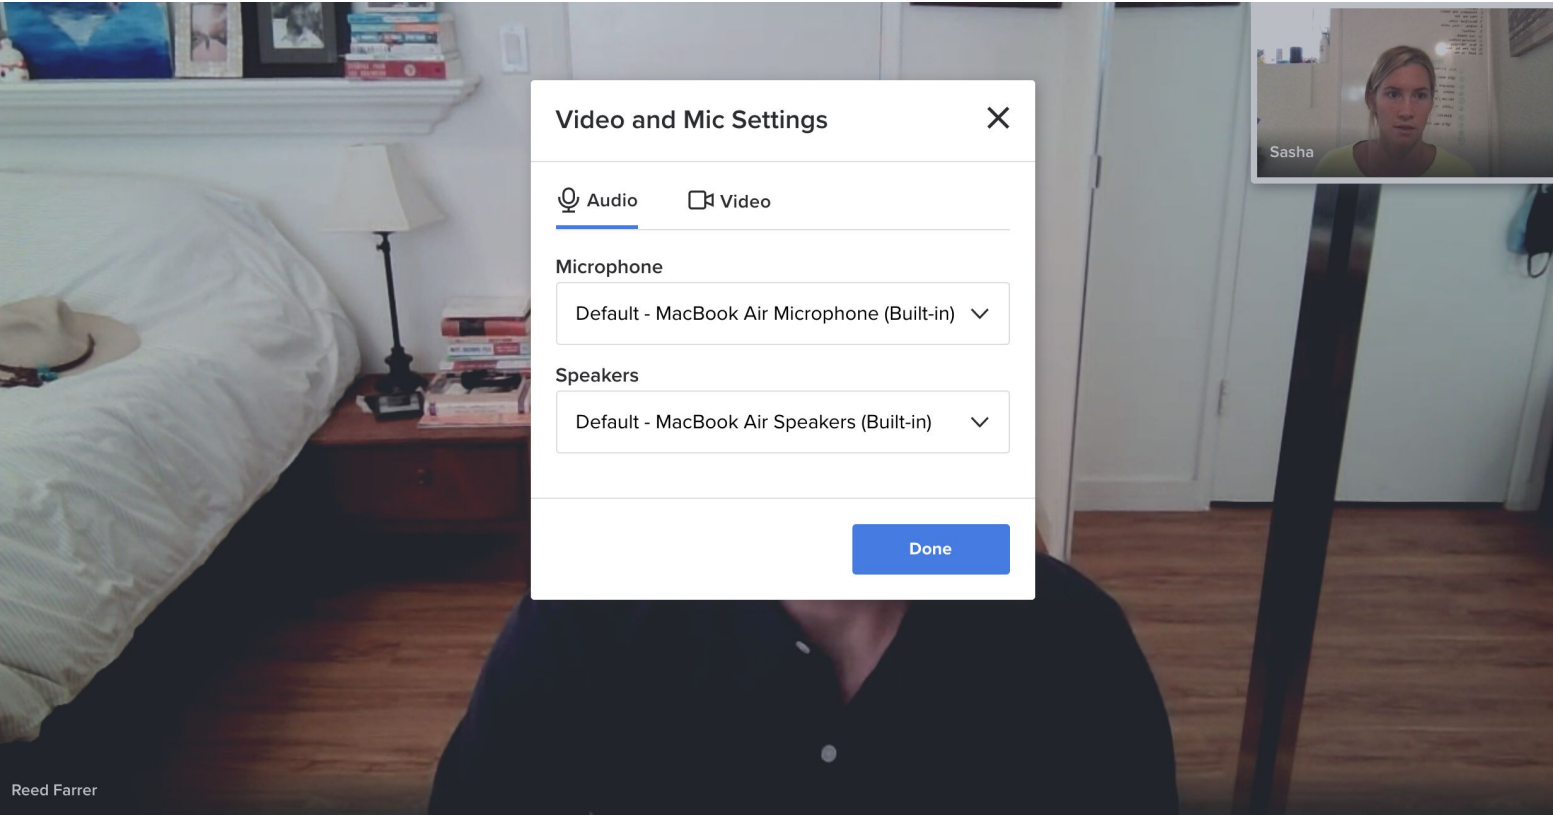 Video and Mic Settings
Sasha
Audio
Video
Microphone
Default - MacBook Air Microphone (Built-in)
Speakers
Default - MacBook Air Speakers (Built-in)
Done
Reed Farrer